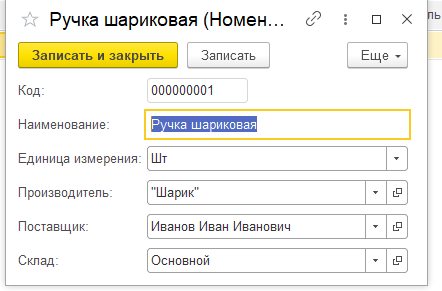 Ручка шариковая (Номен...
ль
Записать и закрыть
Записать
Еще
Код: 000000001
Наименование: Ручка шариковая
Единица измерения: Шт
Производитель: "Шарик"
Поставщик: Иванов Иван Иванович
Склад: Основной